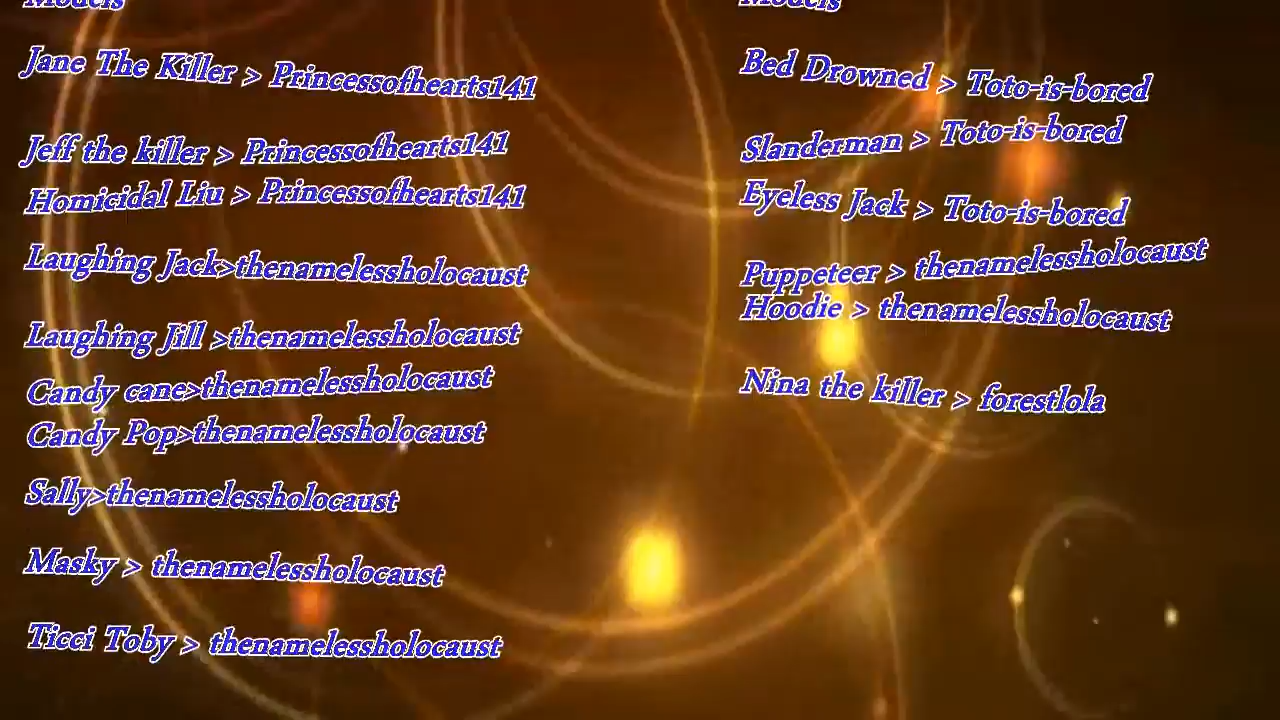 Models
Jane The Killer > Princessofhearts141
Jeff the killer > Princessofhearts141
Homicidal Liu > Princessofhearts141
Laughing Jack>thenamelessholocaust
Laughing Jill >thenamelessholocaust
Candy cane>thenamelessholocaust
Candy Pop>thenamelessholocaust
Sally>thenamelessholocaust
Masky > thenamelessholocaust
Ticci Toby > thenamelessholocaust
Models
Bed Drowned > Toto-is-bored
Slanderman > Toto-is-bored
Eyeless Jack > Toto-is-bored
Puppeteer > thenamelessholocaust
Hoodie > thenamelessholocaust
Nina the killer > forestlola